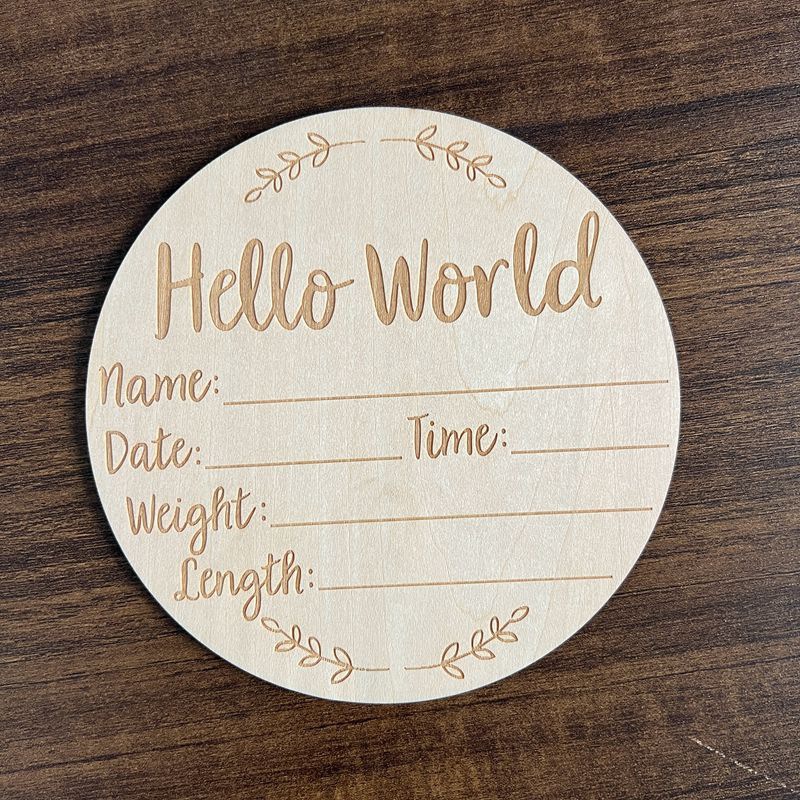 Hello World
Name:
Date: Time:
Weight:
Length: